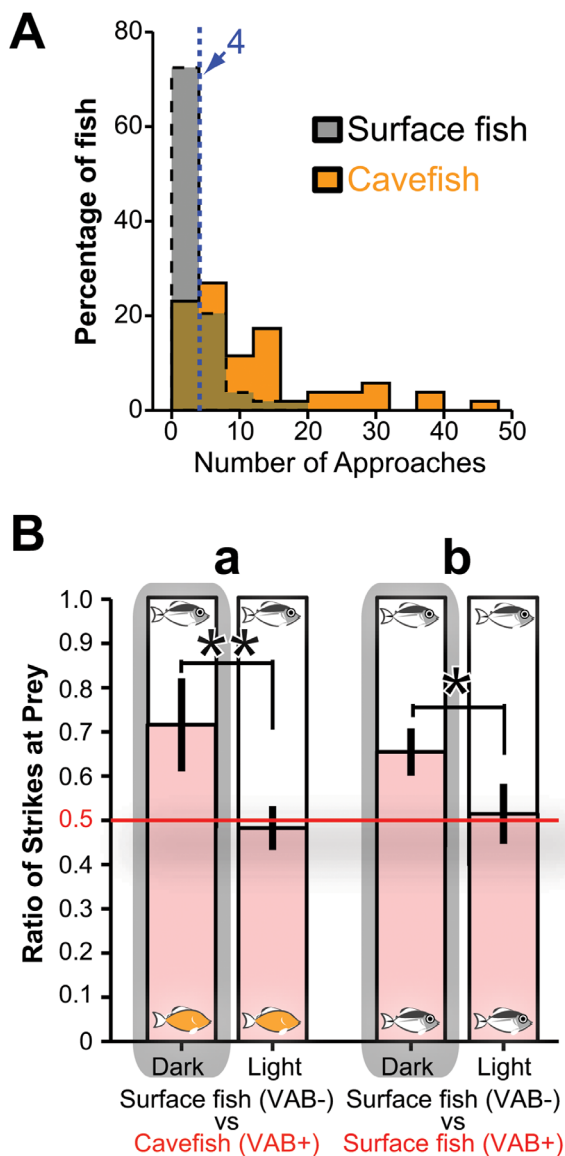 A
80
60
40
20
0
Percentage of fish
4
Surface fish
Cavefish
0 10 20 30 40 50
Number of Approaches
B
a b
1.0
0.9
0.8
0.7
0.6
0.5
0.4
0.3
0.2
0.1
0
Ratio of Strikes at Prey
** *
Dark Light Dark Light
Surface fish (VAB-) Surface fish (VAB-)
vs vs
Cavefish (VAB+) Surface fish (VAB+)